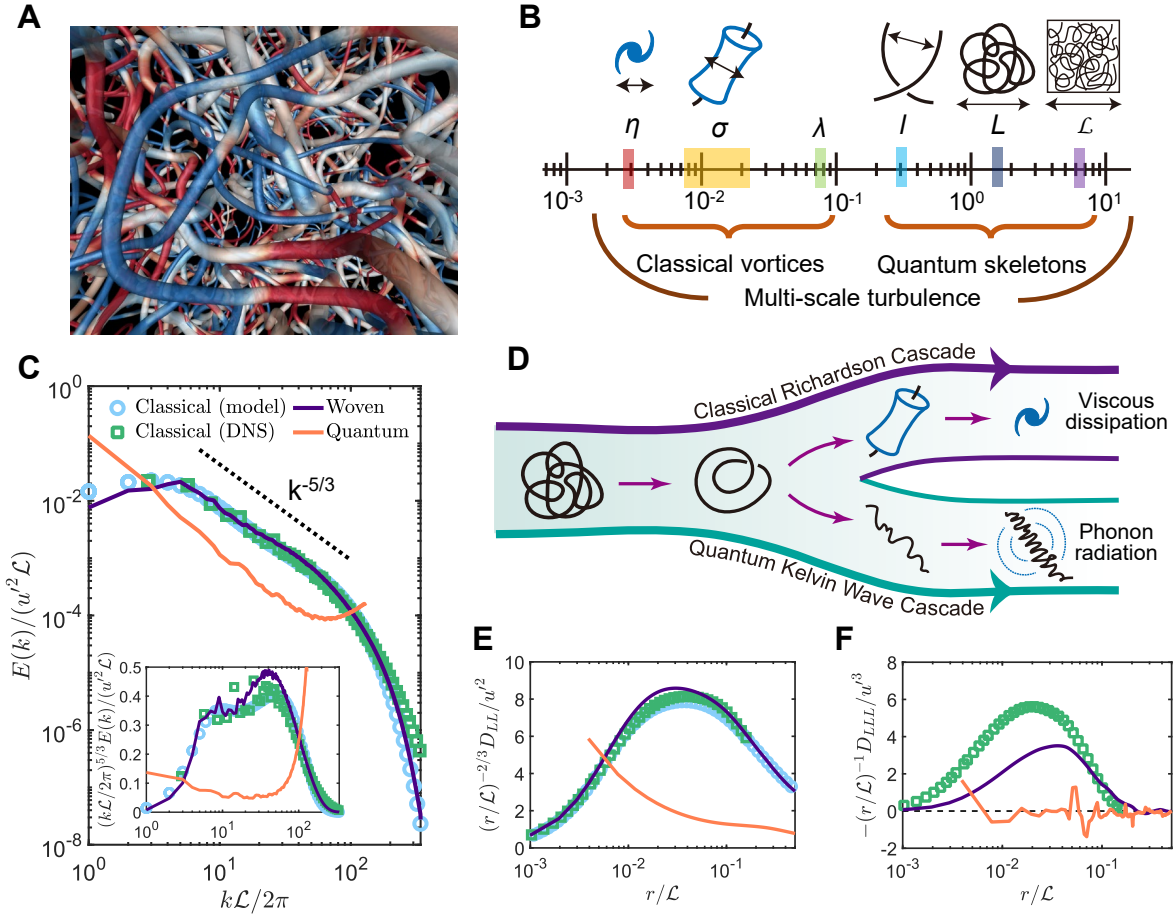 A
B
η
σ
λ
l
L
ℒ
10⁻³
10⁻²
10⁻¹
10⁰
10¹
Classical vortices
Quantum skeletons
Multi-scale turbulence
C
10⁰
10⁻²
10⁻⁴
10⁻⁶
10⁻⁸
E(k)/(u′²ℒ)
Classical (model)
Woven
Classical (DNS)
Quantum
k⁻⁵/³
0.5
0.4
0.3
0.2
0.1
0
(kℒ/2π)⁵/³E(k)/(u′²ℒ)
10⁰
10¹
10²
10⁰
10¹
10²
kℒ/2π
D
Classical Richardson Cascade
Viscous
dissipation
Quantum Kelvin Wave Cascade
Phonon
radiation
E
10
8
6
4
2
0
(r/ℒ)⁻²/³D_LL/u′²
10⁻³
10⁻²
10⁻¹
r/ℒ
F
8
6
4
2
0
-2
−(r/ℒ)⁻¹D_LLL/u′³
10⁻³
10⁻²
10⁻¹
r/ℒ